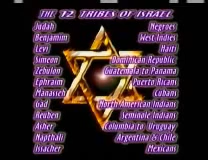 THE 12 TRIBES OF ISRAEL
Judah Negroes
Benjamin West Indies
Levi Haiti
Simeon Dominican Republic
Zebulon Guatemala to Panama
Ephraim Puerto Ricans
Manasseh Cubans
Gad North American Indians
Reuben Seminole Indians
Asher Columbia to Uruguay
Napthali Argentina & Chile
Issacher Mexicans